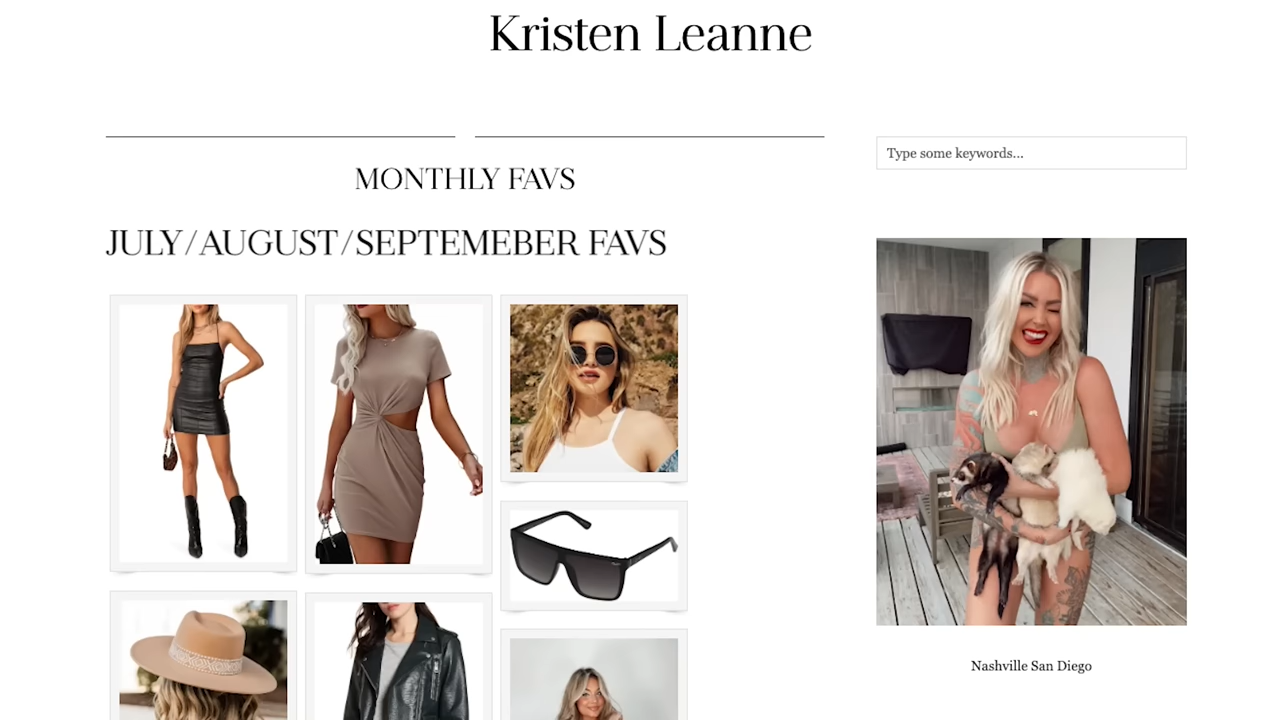 Kristen Leanne
MONTHLY FAVS
JULY/AUGUST/SEPTEMEBER FAVS
Type some keywords...
Nashville San Diego